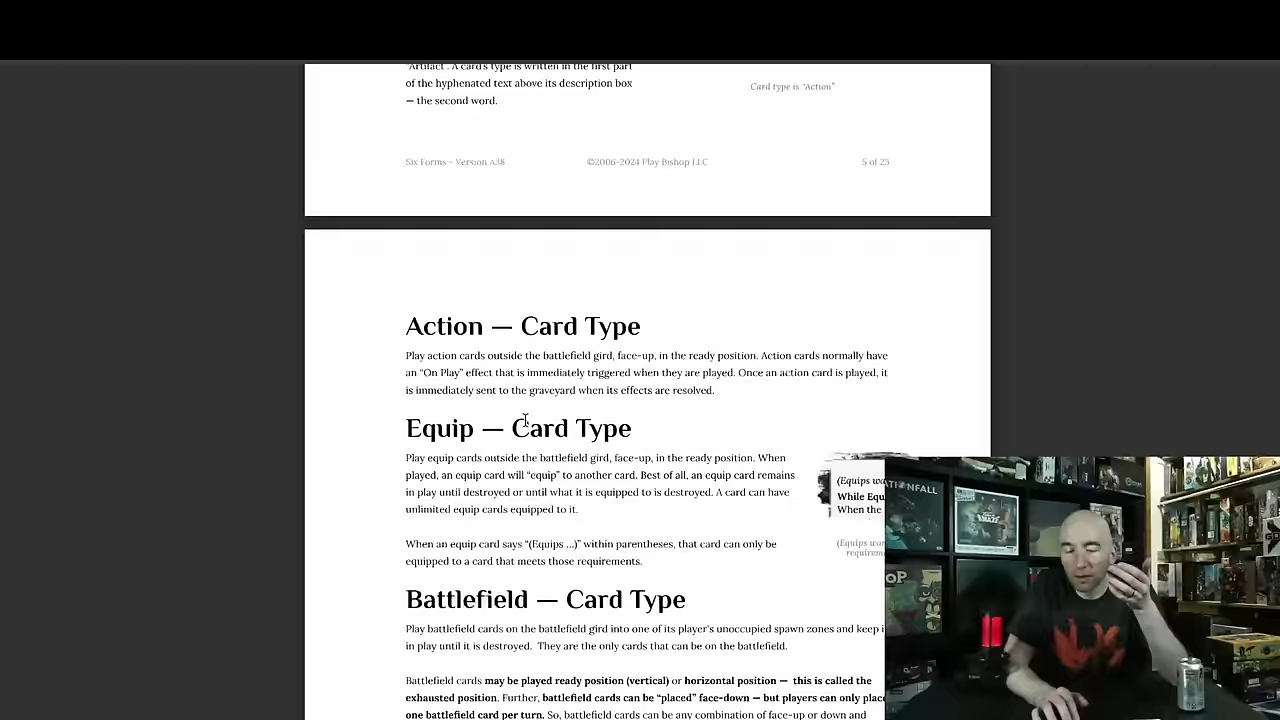 "Artifact". A card's type is written in the first part
of the hyphenated text above its description box
— the second word.
Card type is "Action"
Six Forms - Version A38
©2006-2024 Play Bishop LLC
5 of 23
Action — Card Type
Play action cards outside the battlefield gird, face-up, in the ready position. Action cards normally have
an "On Play" effect that is immediately triggered when they are played. Once an action card is played, it
is immediately sent to the graveyard when its effects are resolved.
Equip — Card Type
Play equip cards outside the battlefield gird, face-up, in the ready position. When
played, an equip card will "equip" to another card. Best of all, an equip card remains
in play until destroyed or until what it is equipped to is destroyed. A card can have
unlimited equip cards equipped to it.
(Equips wa
While Equ
When the
(Equips war
requirem
When an equip card says "(Equips ...)" within parentheses, that card can only be
equipped to a card that meets those requirements.
Battlefield — Card Type
Play battlefield cards on the battlefield gird into one of its player's unoccupied spawn zones and keep i
in play until it is destroyed.  They are the only cards that can be on the battlefield.
Battlefield cards may be played ready position (vertical) or horizontal position — this is called the
exhausted position. Further, battlefield cards can be "placed" face-down — but players can only place
one battlefield card per turn. So, battlefield cards can be any combination of face-up or down and